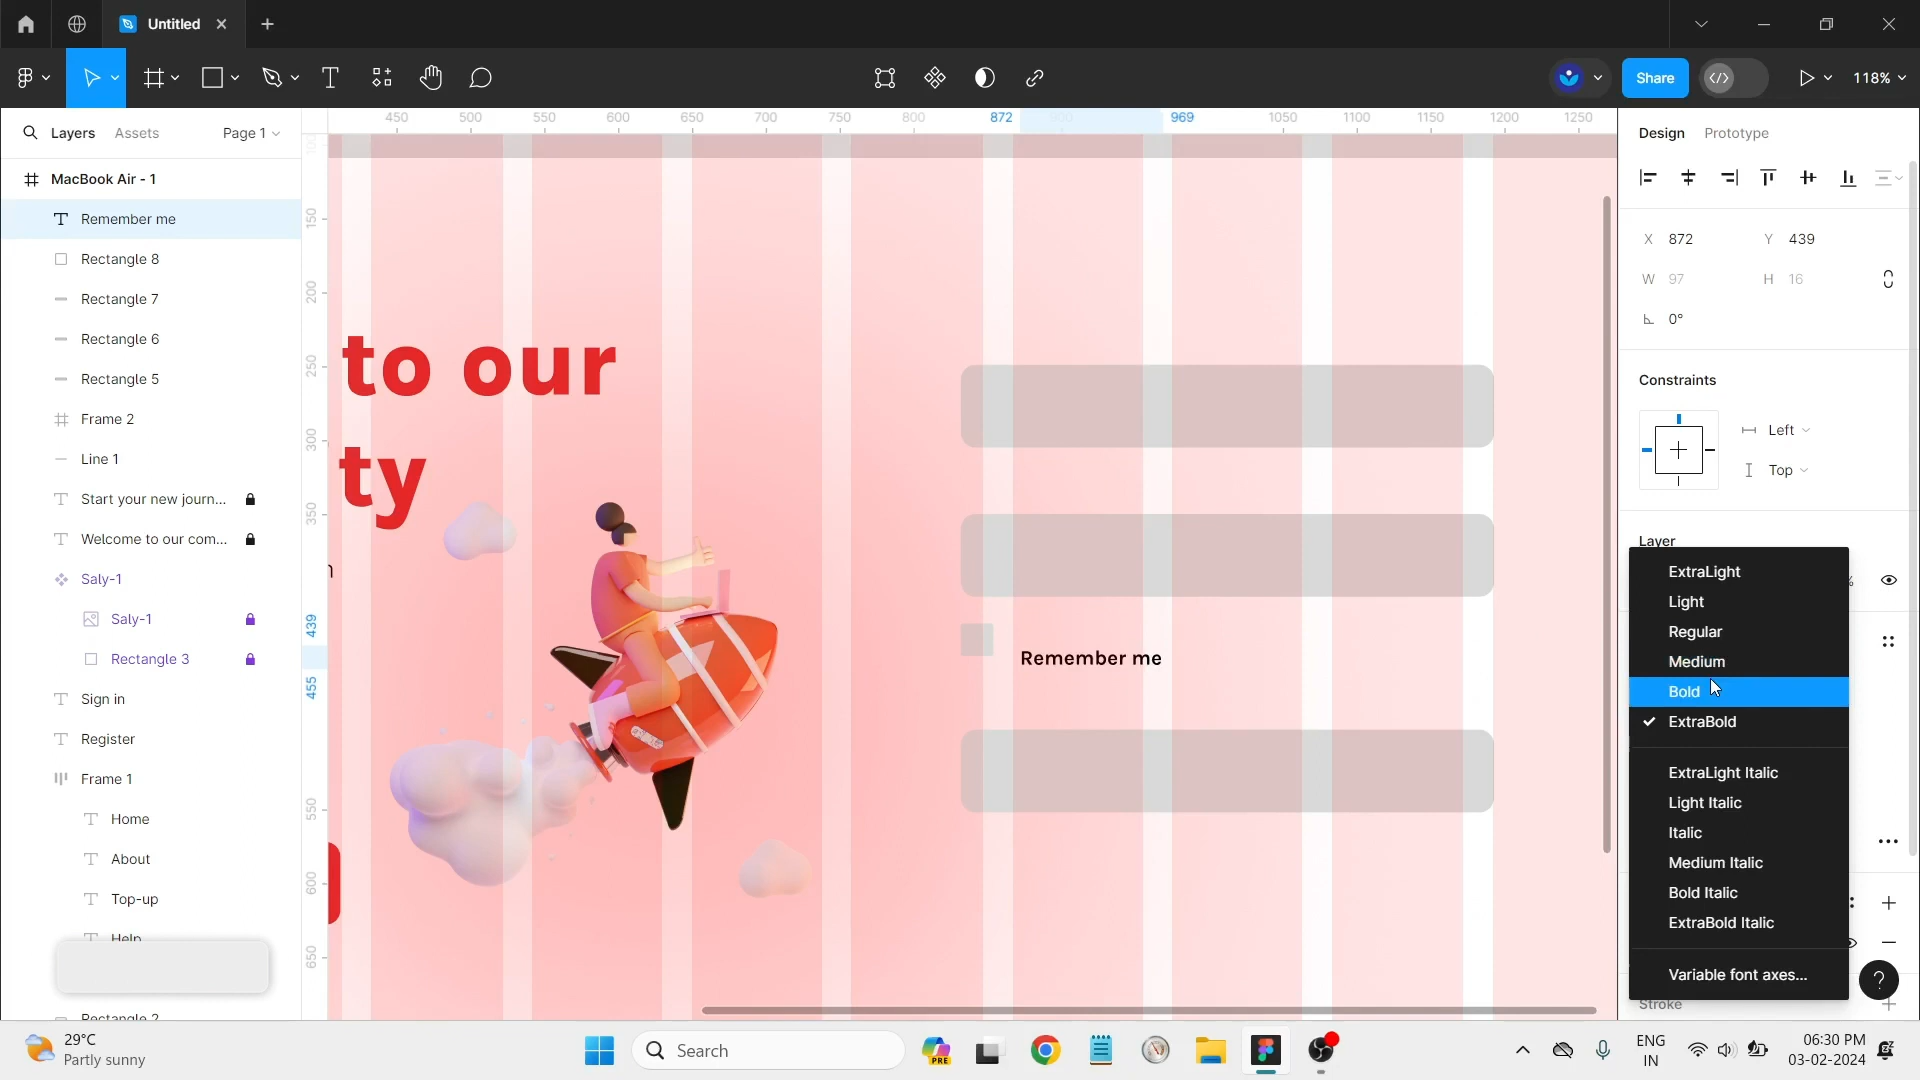 Untitled
Share
118%
Layers
Assets
Page 1
450
500
550
600
650
700
750
800
872
969
1050
1100
1150
1200
1250
Design
Prototype
MacBook Air - 1
Remember me
Rectangle 8
Rectangle 7
Rectangle 6
Rectangle 5
Frame 2
Line 1
Start your new journ...
Welcome to our com...
Saly-1
Saly-1
Rectangle 3
Sign in
Register
Frame 1
Home
About
Top-up
Help
150
200
250
300
350
439
455
550
600
650
to our
ty
Remember me
X 872
Y 439
W 97
H 16
0°
Constraints
Left
Top
Layer
ExtraLight
Light
Regular
Medium
Bold
ExtraBold
ExtraLight Italic
Light Italic
Italic
Medium Italic
Bold Italic
ExtraBold Italic
Variable font axes...
Stroke
?
29°C
Partly sunny
Search
PRE
ENG
IN
06:30 PM
03-02-2024